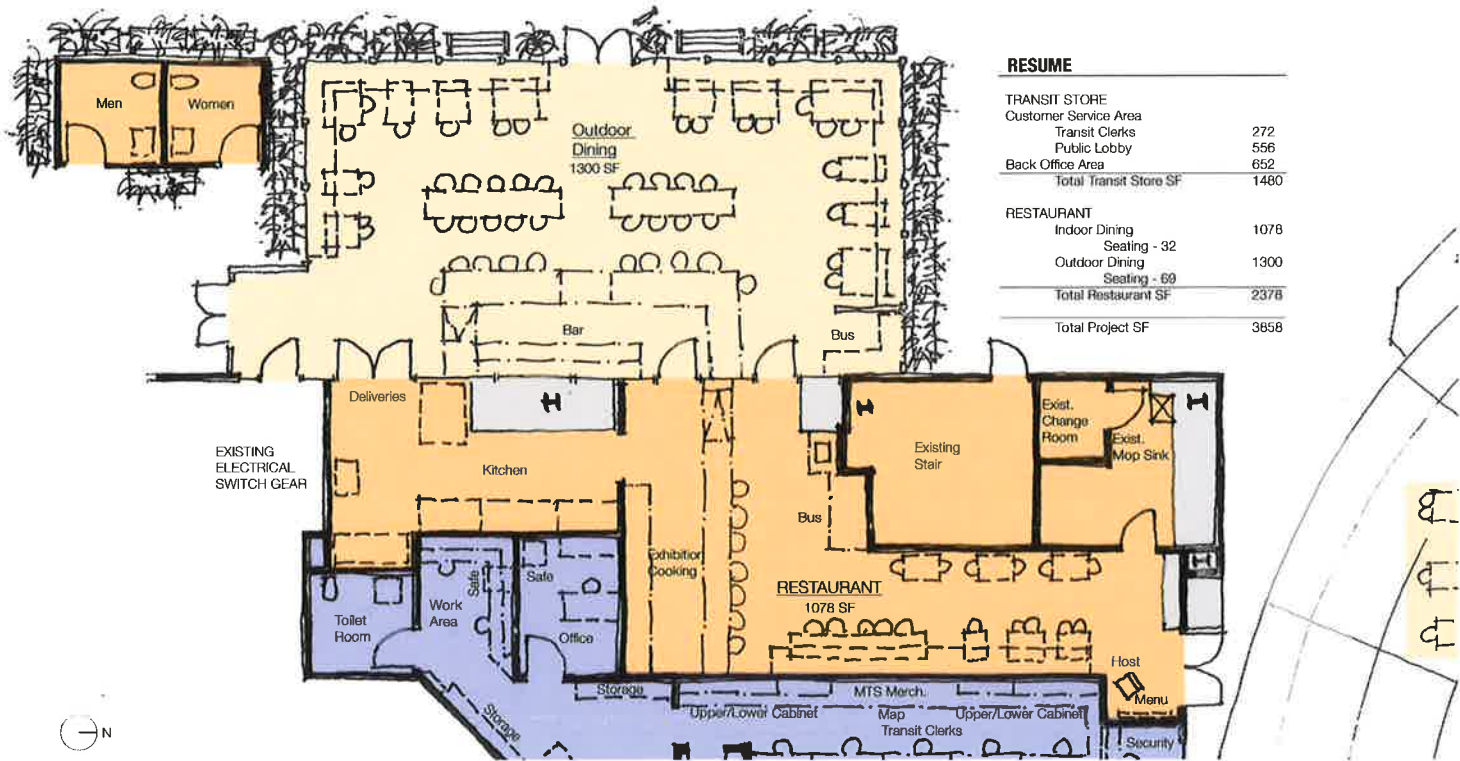 Men
Women
Outdoor
Dining
1300 SF
Bar
Bus
RESUME
TRANSIT STORE
Customer Service Area
Transit Clerks 272
Public Lobby 556
Back Office Area 652
Total Transit Store SF 1480
RESTAURANT
Indoor Dining 1078
Seating - 32
Outdoor Dining 1300
Seating - 69
Total Restaurant SF 2378
Total Project SF 3858
Deliveries
EXISTING
ELECTRICAL
SWITCH GEAR
Kitchen
Existing
Stair
Exist.
Change
Room
Exist.
Mop Sink
Bus
Exhibition
Cooking
RESTAURANT
1078 SF
Toilet
Room
Work
Area
Safe
Safe
Office
Storage
Storage
Host
Menu
MTS Merch.
Upper/Lower Cabinet
Map
Upper/Lower Cabinet
Transit Clerks
Security
N